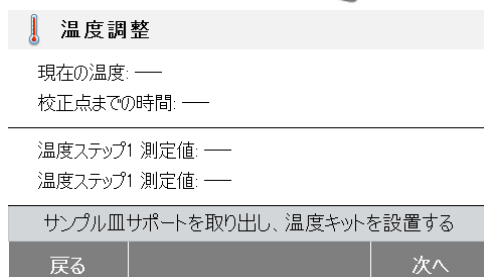 温度調整
現在の温度: ──
校正点までの時間: ──
温度ステップ1 測定値: ──
温度ステップ1 測定値: ──
サンプル皿サポートを取り出し、温度キットを設置する
戻る
次へ